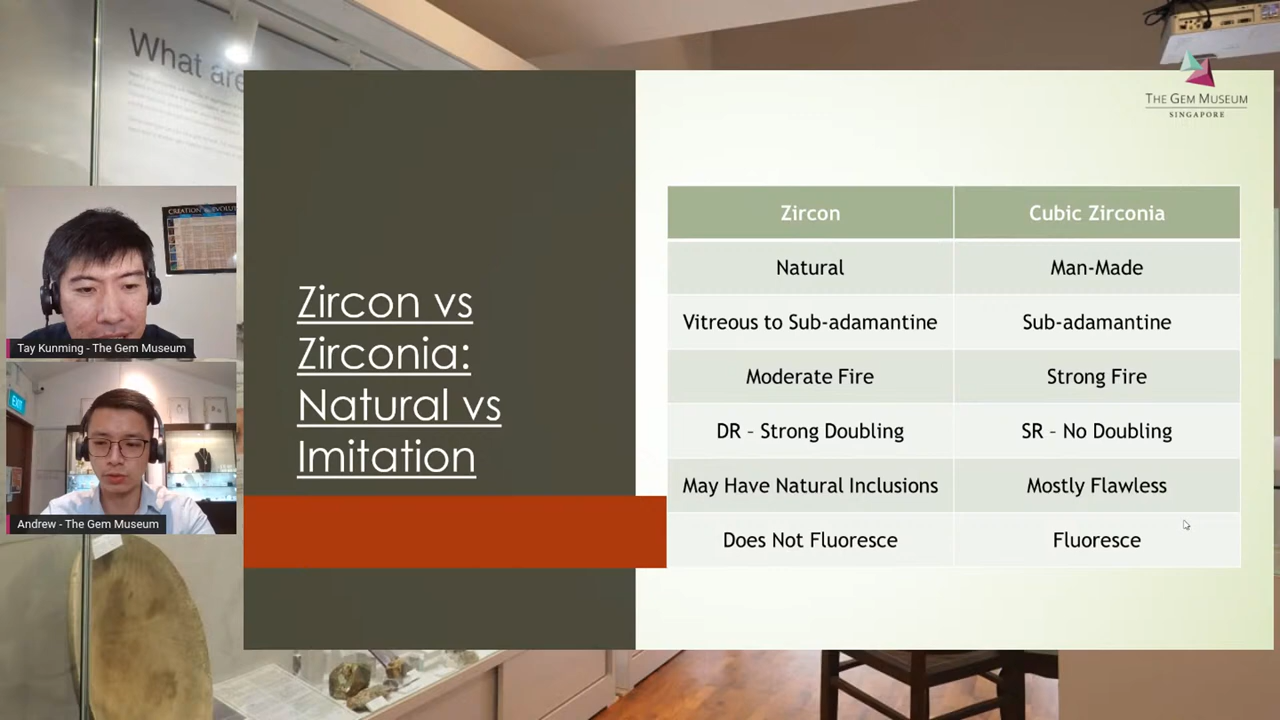 What are
THE GEM MUSEUM
SINGAPORE
CREATION
Tay Kunming - The Gem Museum
EXIT
Andrew - The Gem Museum
Zircon vs
Zirconia:
Natural vs
Imitation
Zircon Cubic Zirconia
Natural Man-Made
Vitreous to Sub-adamantine Sub-adamantine
Moderate Fire Strong Fire
DR – Strong Doubling SR – No Doubling
May Have Natural Inclusions Mostly Flawless
Does Not Fluoresce Fluoresce